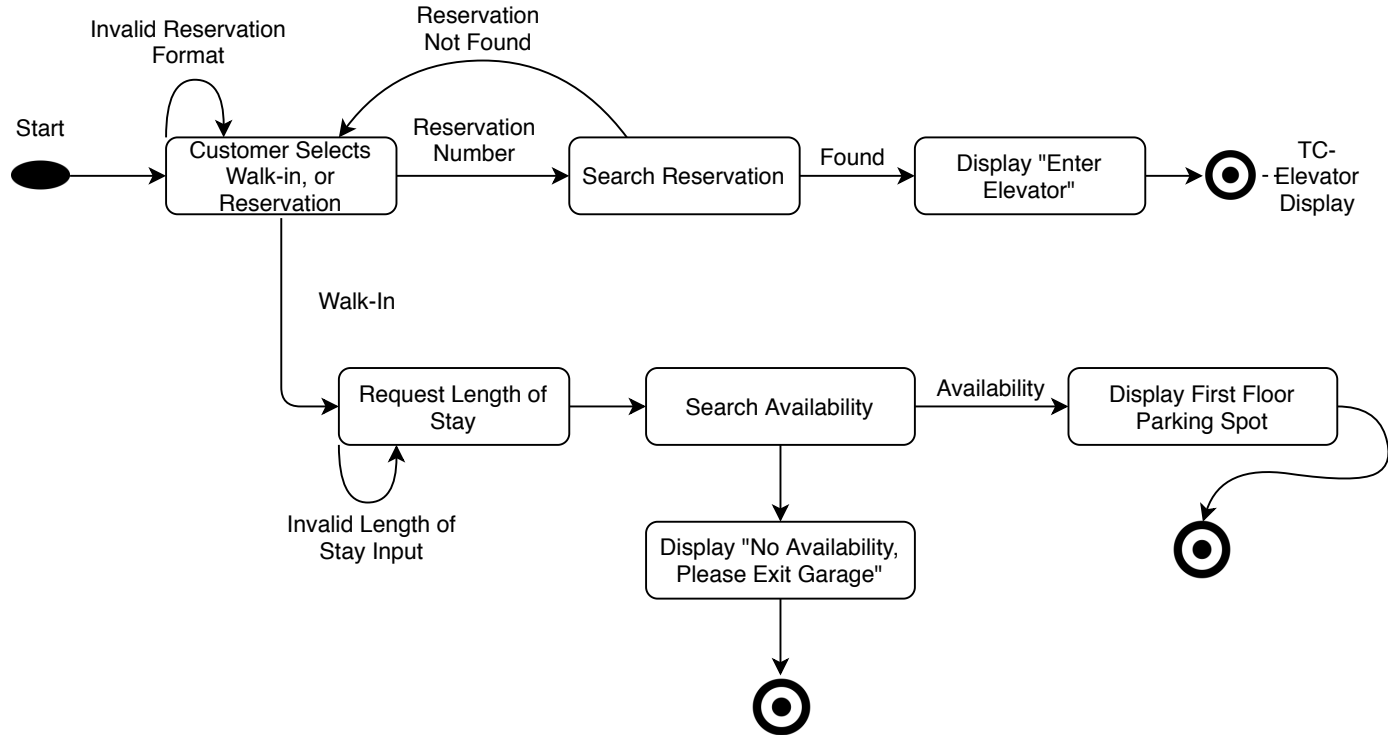 Invalid Reservation
Format
Reservation
Not Found
Start
Customer Selects
Walk-in, or
Reservation
Reservation
Number
Search Reservation
Found
Display "Enter
Elevator"
TC-
Elevator
Display
Walk-In
Request Length of
Stay
Search Availability
Availability
Display First Floor
Parking Spot
Invalid Length of
Stay Input
Display "No Availability,
Please Exit Garage"